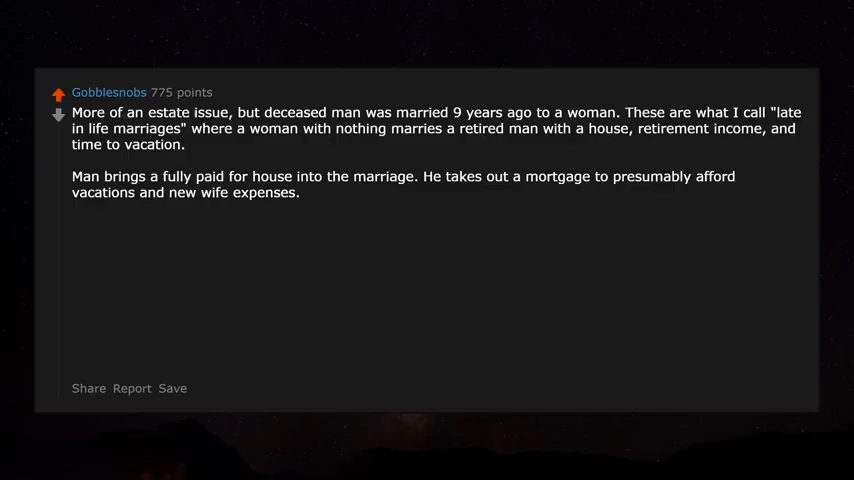 Gobblesnobs 775 points
More of an estate issue, but deceased man was married 9 years ago to a woman. These are what I call "late
in life marriages" where a woman with nothing marries a retired man with a house, retirement income, and
time to vacation.
Man brings a fully paid for house into the marriage. He takes out a mortgage to presumably afford
vacations and new wife expenses.
Share Report Save